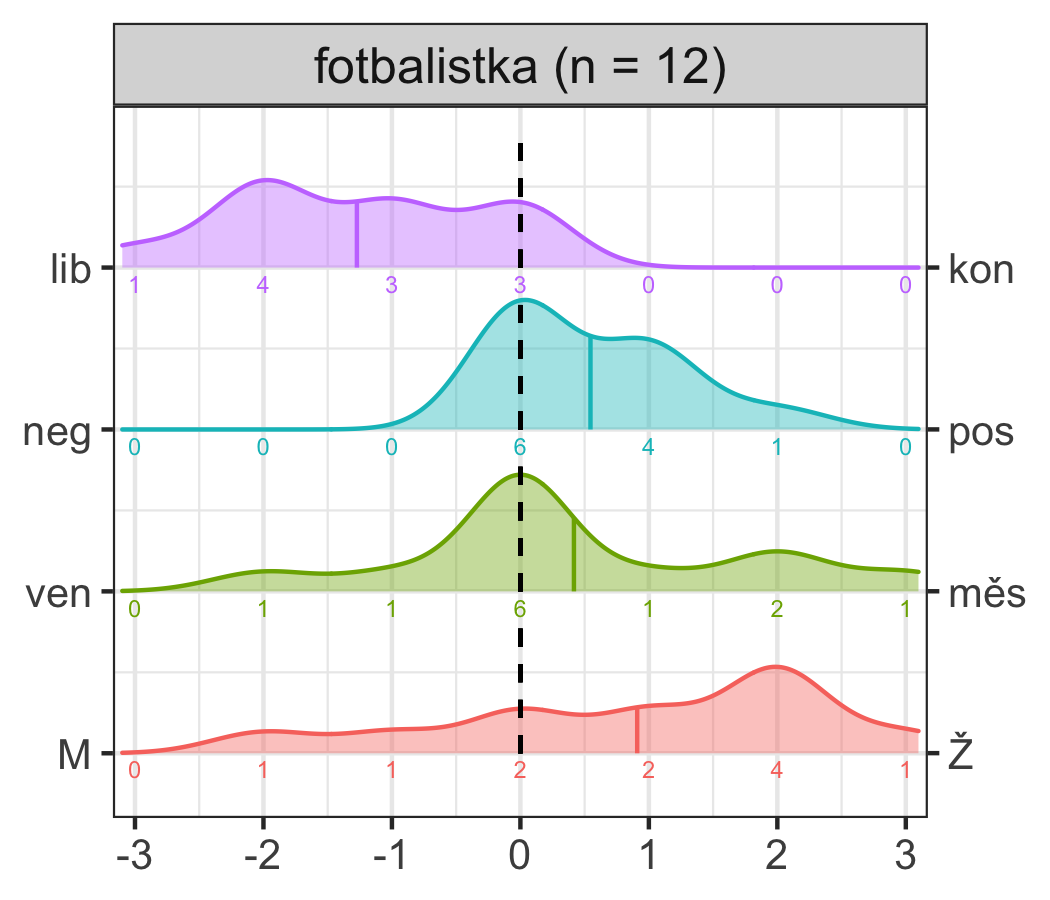 fotbalistka (n = 12)
lib kon
1 4 3 3 0 0 0
neg pos
0 0 0 6 4 1 0
ven měs
0 1 1 6 1 2 1
M Ž
0 1 1 2 2 4 1
-3 -2 -1 0 1 2 3